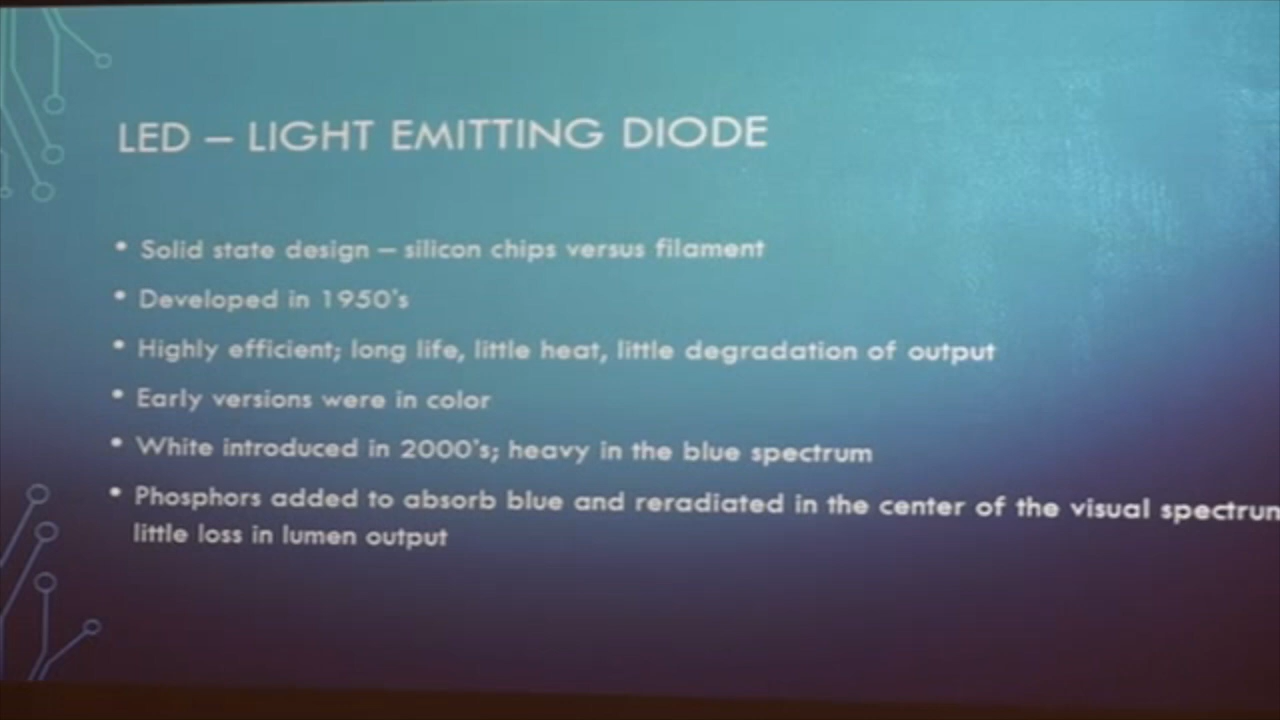 LED – LIGHT EMITTING DIODE
• Solid state design – silicon chips versus filament
• Developed in 1950's
• Highly efficient; long life, little heat, little degradation of output
• Early versions were in color
• White introduced in 2000's; heavy in the blue spectrum
• Phosphors added to absorb blue and reradiated in the center of the visual spectrum
little loss in lumen output